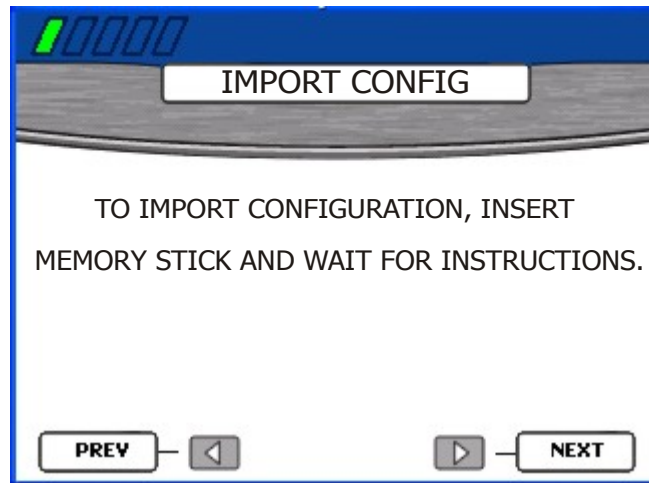 IMPORT CONFIG
TO IMPORT CONFIGURATION, INSERT
MEMORY STICK AND WAIT FOR INSTRUCTIONS.
PREV
NEXT